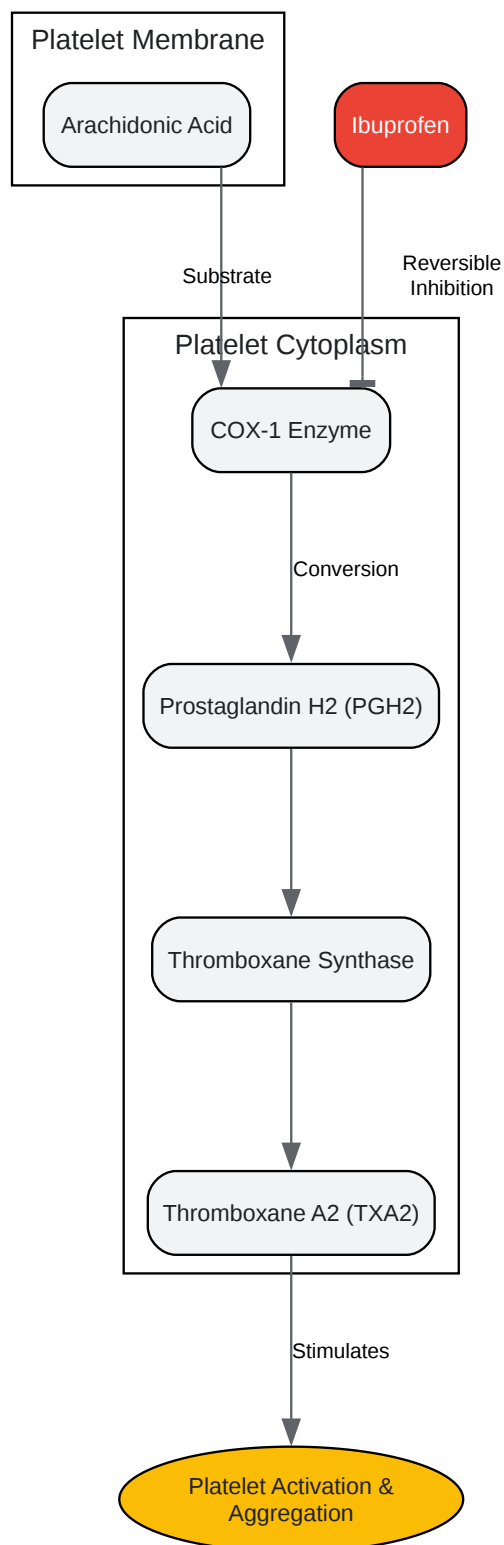 Platelet Membrane
Arachidonic Acid
Ibuprofen
Substrate
Reversible
Inhibition
Platelet Cytoplasm
COX-1 Enzyme
Conversion
Prostaglandin H2 (PGH2)
Thromboxane Synthase
Thromboxane A2 (TXA2)
Stimulates
Platelet Activation &
Aggregation